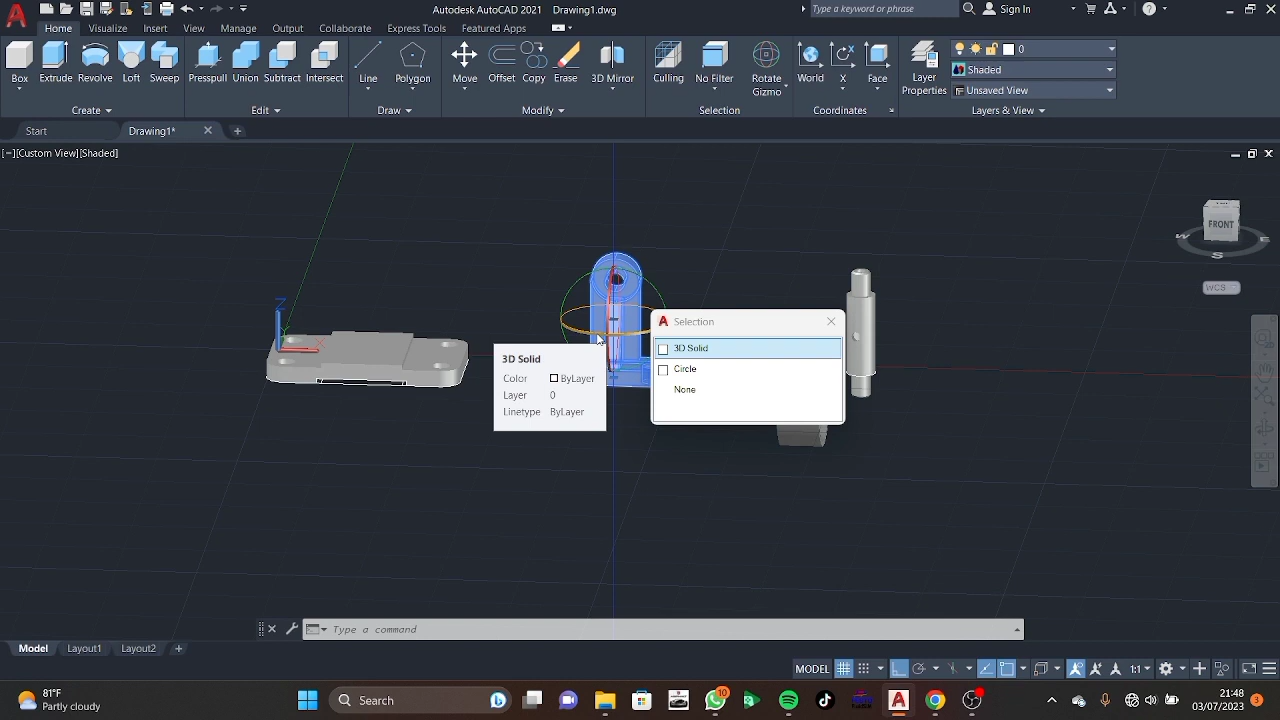 Autodesk AutoCAD 2021 Drawing1.dwg
Type a keyword or phrase
Sign In
Home Visualize Insert View Manage Output Collaborate Express Tools Featured Apps
Box Extrude Revolve Loft Sweep Presspull Union Subtract Intersect Line Polygon Move Offset Copy Erase 3D Mirror Culling No Filter Rotate Gizmo World X Face Layer Properties
0
Shaded
Unsaved View
Create Edit Draw Modify Selection Coordinates Layers & View
Start Drawing1*
[−][Custom View][Shaded]
FRONT
W S E
WCS
Z
X
Selection
3D Solid
Circle
None
3D Solid
Color ByLayer
Layer 0
Linetype ByLayer
Type a command
Model Layout1 Layout2
MODEL 1:1
81°F
Partly cloudy
Search
10
21:48
03/07/2023
3